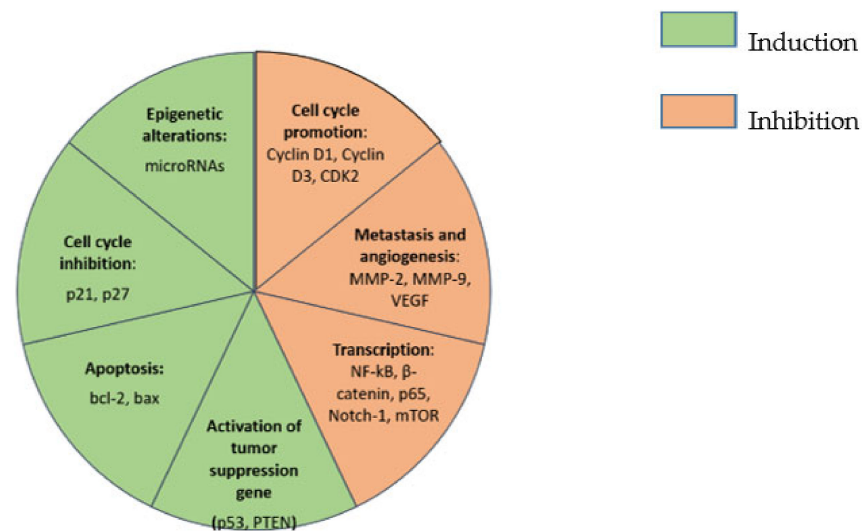 Induction
Inhibition
Epigenetic
alterations:
microRNAs
Cell cycle
promotion:
Cyclin D1, Cyclin
D3, CDK2
Metastasis and
angiogenesis:
MMP-2, MMP-9,
VEGF
Transcription:
NF-kB, β-
catenin, p65,
Notch-1, mTOR
Activation of
tumor
suppression
gene
(p53, PTEN)
Apoptosis:
bcl-2, bax
Cell cycle
inhibition:
p21, p27